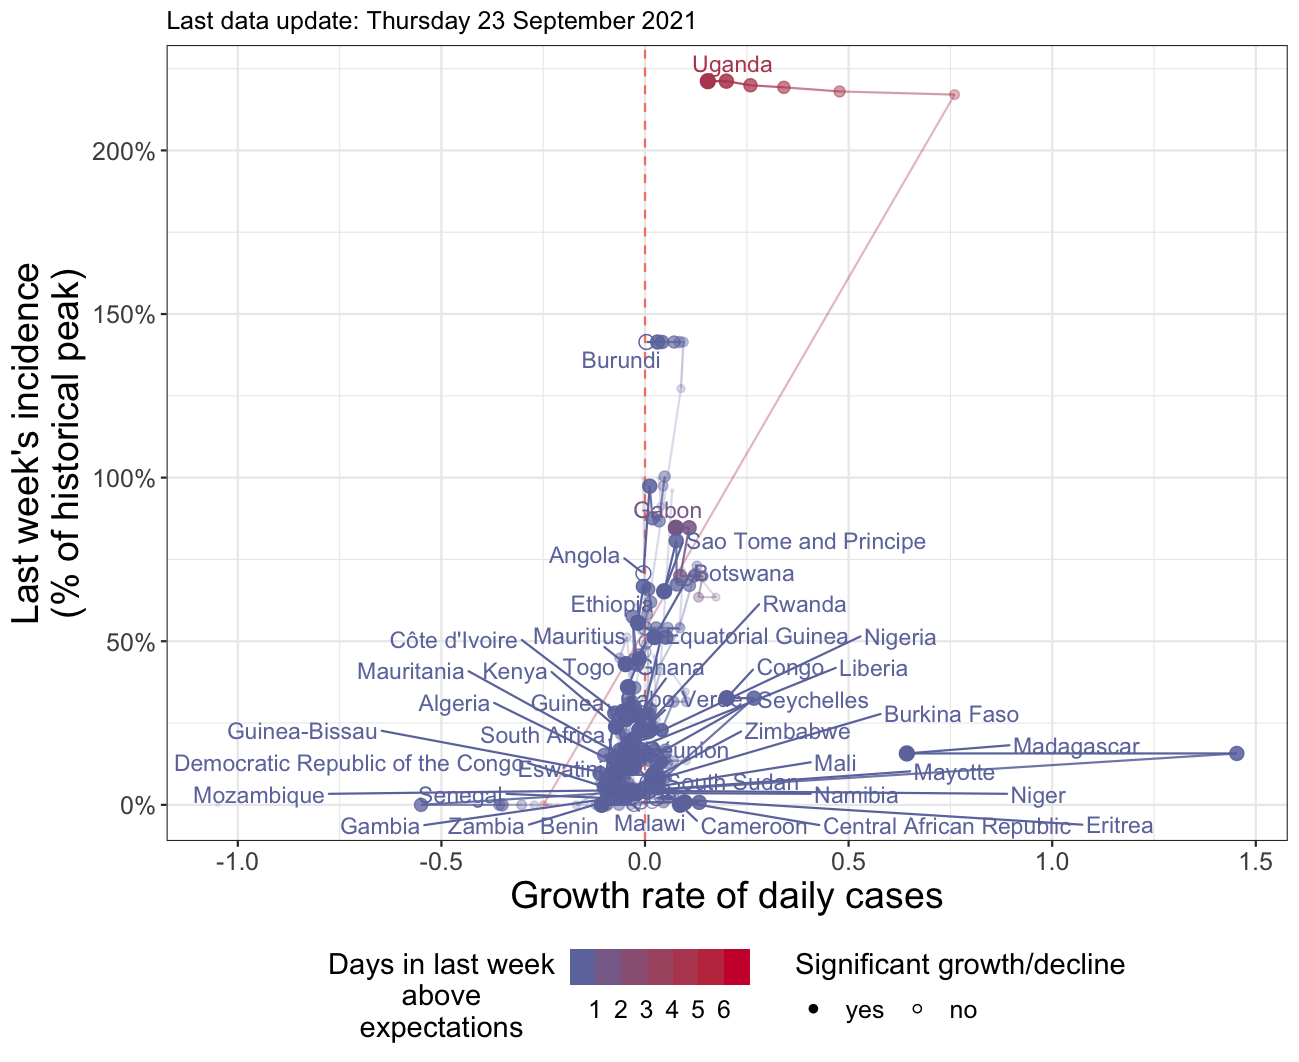 Last data update: Thursday 23 September 2021
Last week's incidence
(% of historical peak)
200%
150%
100%
50%
0%
Uganda
Burundi
Gabon
Angola
Sao Tome and Principe
Botswana
Ethiopia
Rwanda
Côte d'Ivoire
Mauritius
Equatorial Guinea
Nigeria
Mauritania
Kenya
Togo
Ghana
Congo
Liberia
Algeria
Guinea
Cabo Verde
Seychelles
Burkina Faso
Guinea-Bissau
South Africa
Réunion
Zimbabwe
Madagascar
Democratic Republic of the Congo
Eswatini
South Sudan
Mali
Mayotte
Mozambique
Senegal
Namibia
Niger
Gambia
Zambia
Benin
Malawi
Cameroon
Central African Republic
Eritrea
-1.0
-0.5
0.0
0.5
1.0
1.5
Growth rate of daily cases
Days in last week
above
expectations
1 2 3 4 5 6
Significant growth/decline
yes no